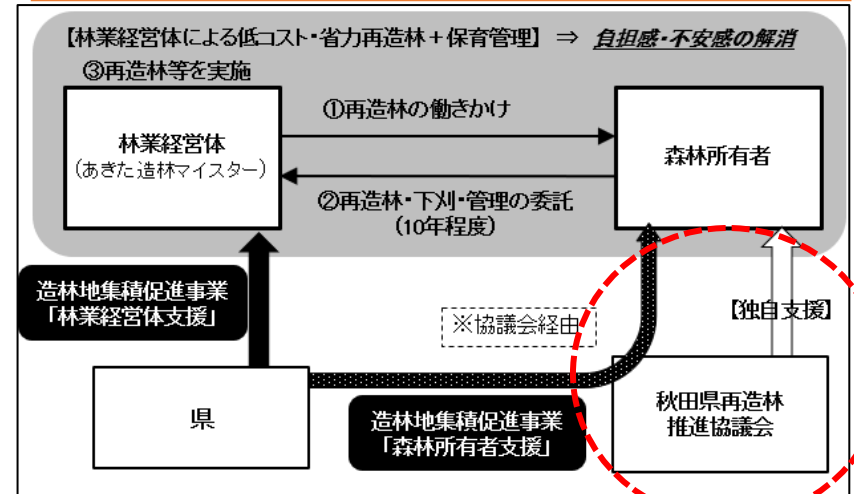 【林業経営体による低コスト・省力再造林＋保育管理】 ⇒ 負担感・不安感の解消
③再造林等を実施
林業経営体
（あきた造林マイスター）
①再造林の働きかけ
森林所有者
②再造林・下刈・管理の委託
（10年程度）
造林地集積促進事業
「林業経営体支援」
※協議会経由
【独自支援】
県
造林地集積促進事業
「森林所有者支援」
秋田県再造林
推進協議会